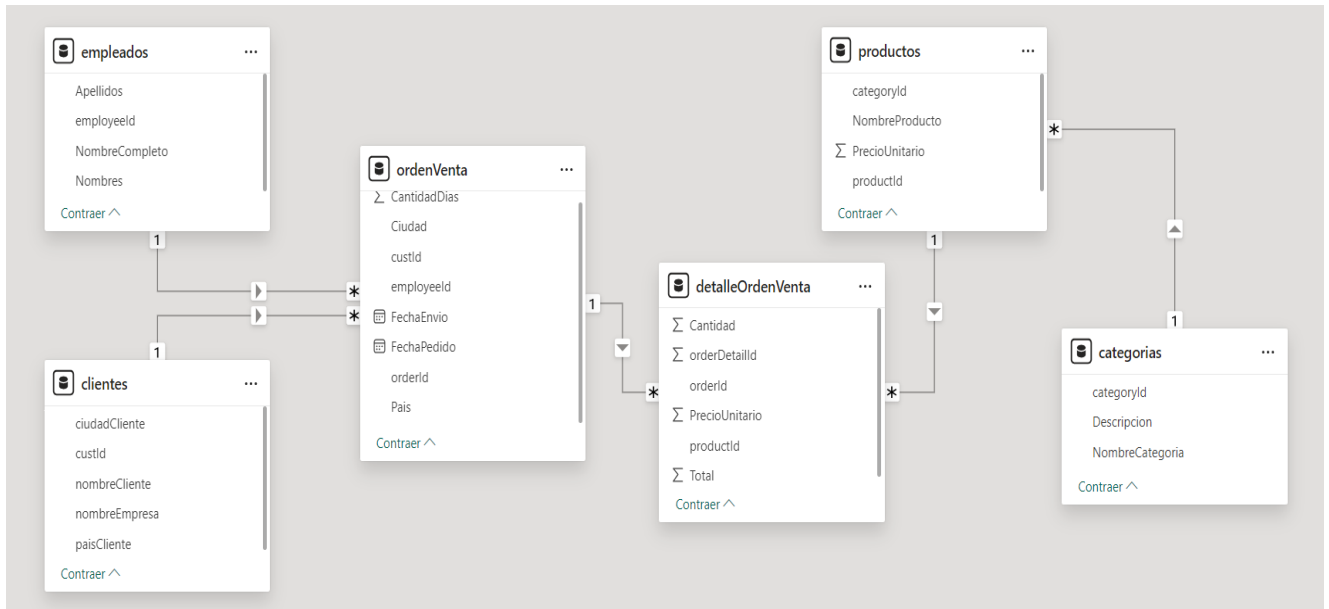 empleados ...
Apellidos
employeeId
NombreCompleto
Nombres
Contraer
1
clientes ...
ciudadCliente
custId
nombreCliente
nombreEmpresa
paisCliente
Contraer
1
ordenVenta ...
Σ CantidadDias
Ciudad
custId
employeeId
FechaEnvio
FechaPedido
orderId
Pais
Contraer
*
*
1
detalleOrdenVenta ...
Σ Cantidad
Σ orderDetailId
orderId
Σ PrecioUnitario
productId
Σ Total
Contraer
*
*
productos ...
categoryId
NombreProducto
Σ PrecioUnitario
productId
Contraer
1
*
categorias ...
categoryId
Descripcion
NombreCategoria
Contraer
1